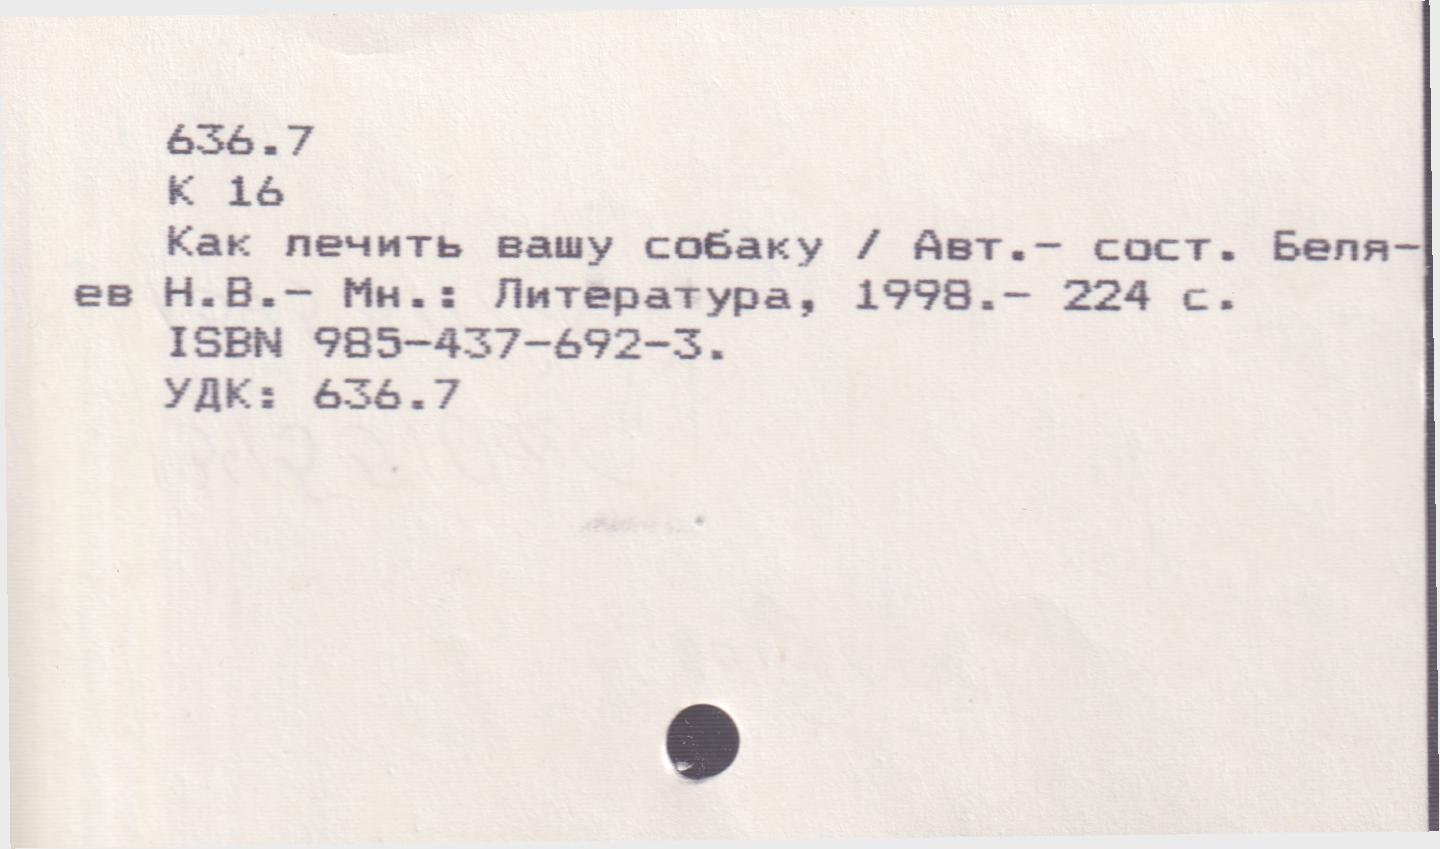 636.7
К 16
Как лечить вашу собаку / Авт.- сост. Беля-
ев Н.В.- Мн.: Литература, 1998.- 224 с.
ISBN 985-437-692-3.
УДК: 636.7